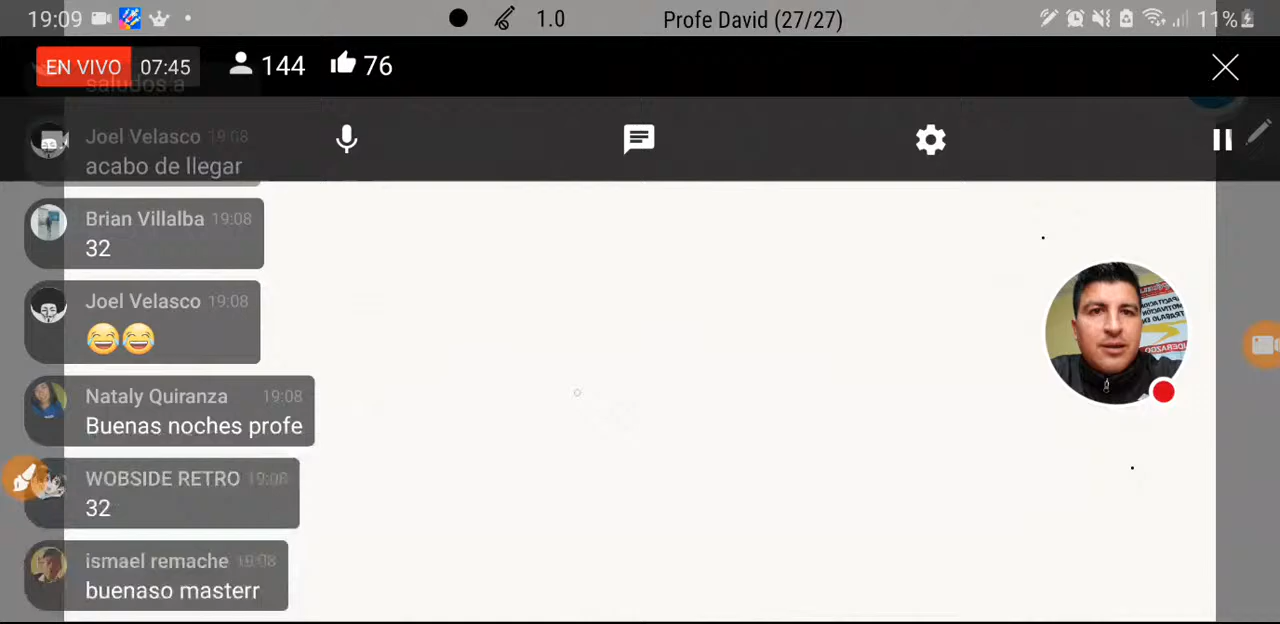 19:09
1.0
Profe David (27/27)
11%
EN VIVO 07:45
144
76
saludos a
Joel Velasco 19:08
acabo de llegar
Brian Villalba 19:08
32
Joel Velasco 19:08
😂😂
Nataly Quiranza 19:08
Buenas noches profe
WOBSIDE RETRO 19:08
32
ismael remache 19:08
buenaso masterr